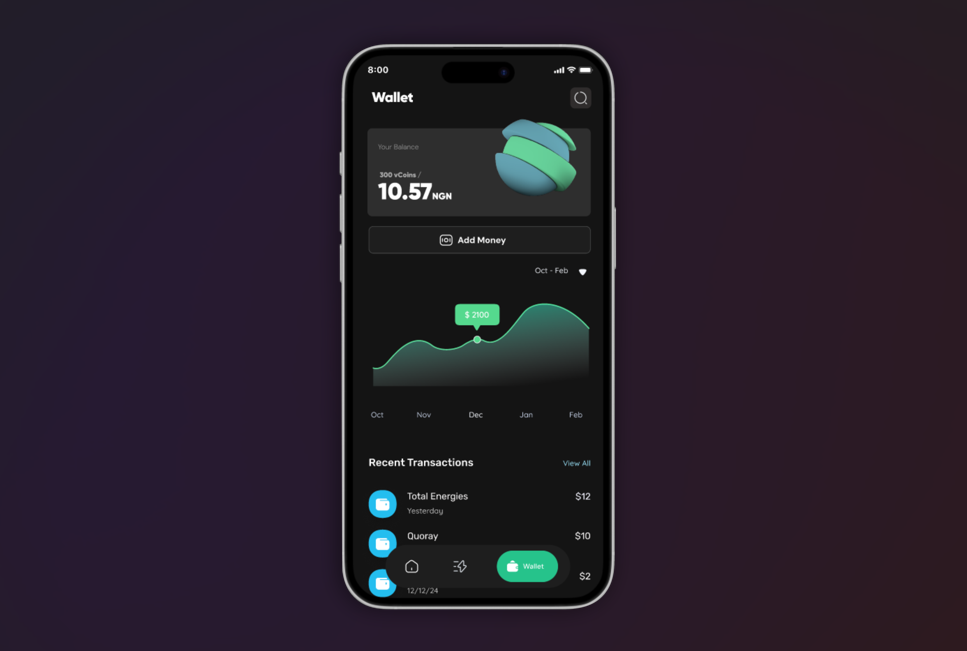 8:00
Wallet
Your Balance
300 vCoins /
10.57NGN
Add Money
Oct - Feb
$ 2100
Oct Nov Dec Jan Feb
Recent Transactions View All
Total Energies $12
Yesterday
Quoray $10
Wallet
$2
12/12/24